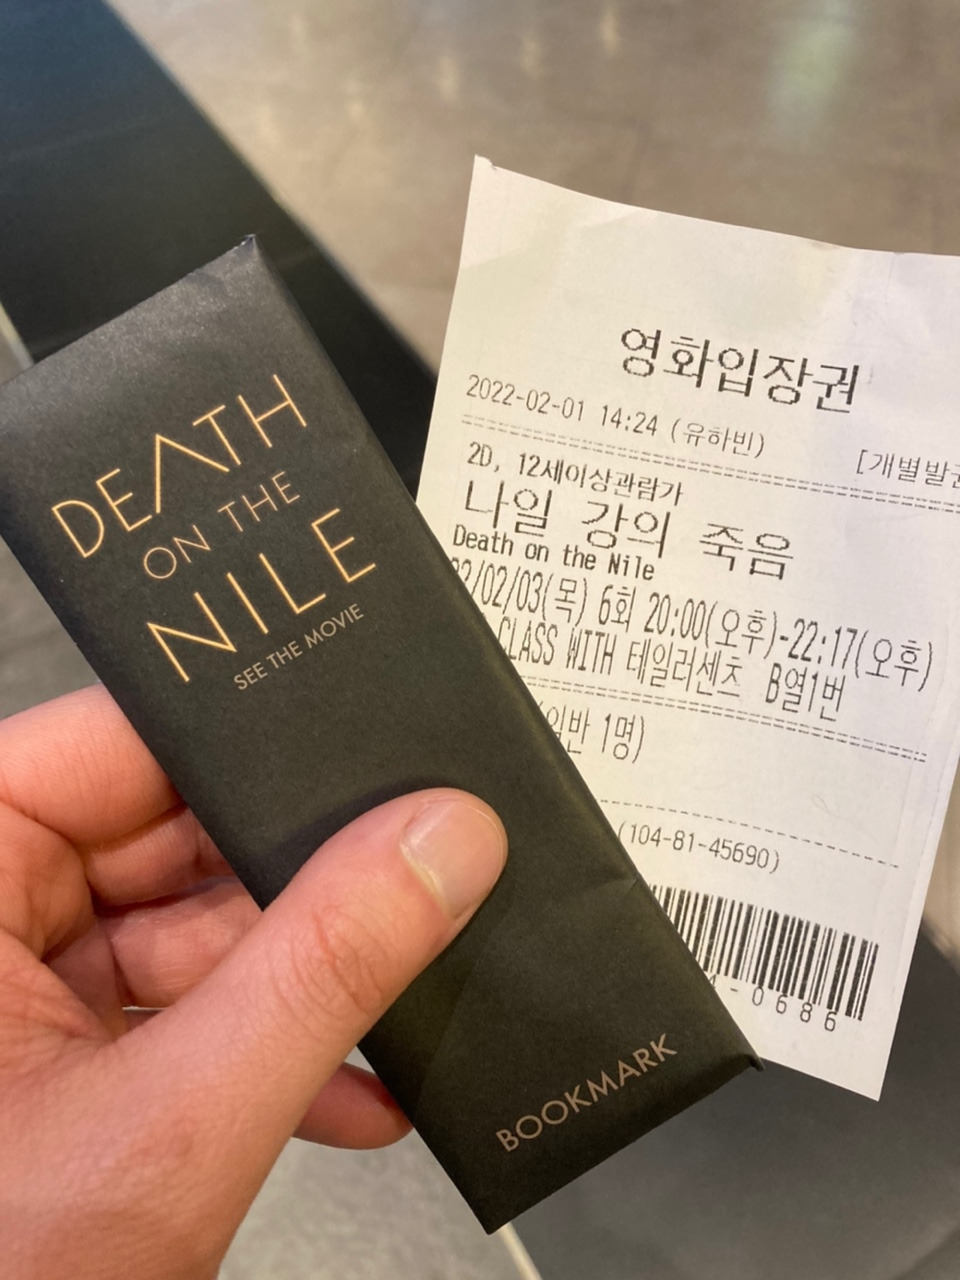 DEATH
ON THE
NILE
SEE THE MOVIE
BOOKMARK
영화입장권
2022-02-01 14:24 (유하빈)
[개별발권
2D, 12세이상관람가
나일 강의 죽음
Death on the Nile
2/02/03(목) 6회 20:00(오후)-22:17(오후)
CLASS WITH 테일러센츠 B열1번
(일반 1명)
(104-81-45690)
-0686